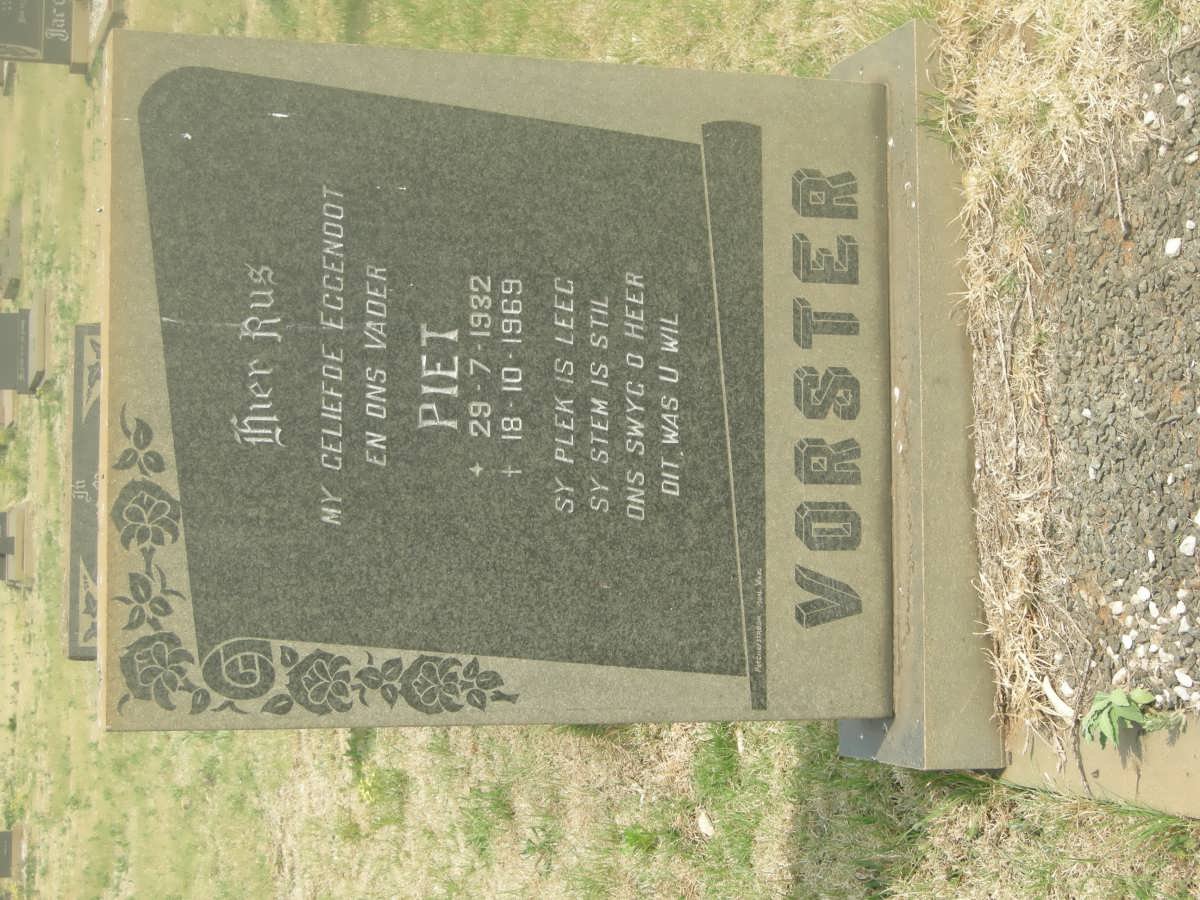 Hier Rus
MY GELIEFDE EGGENOOT
EN ONS VADER
PIET
29-7-1932
† 18-10-1969
SY PLEK IS LEEG
SY STEM IS STIL
ONS SWYG O HEER
DIT WAS U WIL
VORSTER